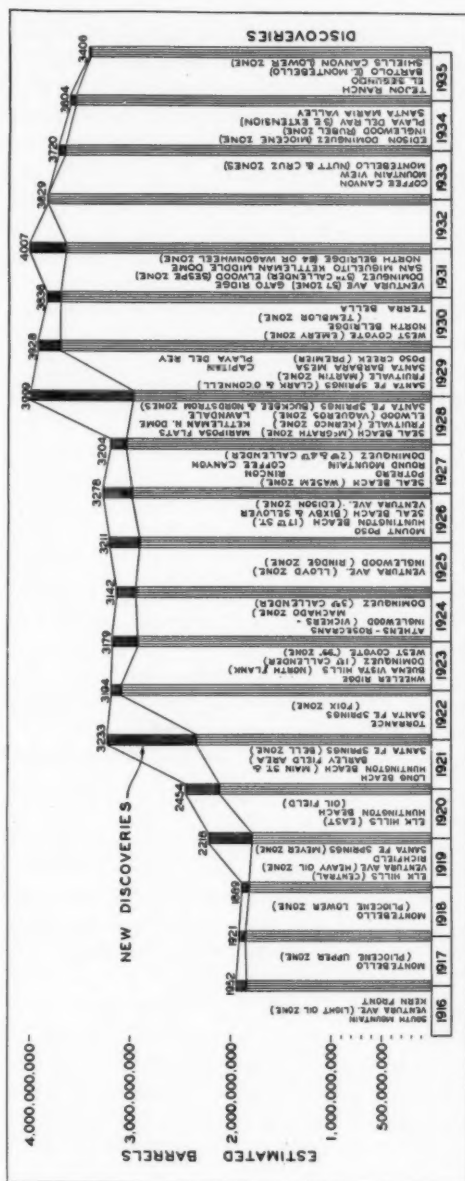 ESTIMATED BARRELS
4,000,000,000
3,000,000,000
2,000,000,000
1,000,000,000
500,000,000
NEW DISCOVERIES
1952
SOUTH MOUNTAIN
VENTURA AVE. (LIGHT OIL ZONE)
KERN FRONT
1916
1921
MONTEBELLO
(PLIOCENE UPPER ZONE)
1917
1889
MONTEBELLO
(PLIOCENE LOWER ZONE)
1918
2216
ELK HILLS (CENTRAL)
VENTURA AVE (HEAVY OIL ZONE)
RICHFIELD
SANTA FE SPRINGS (MEYER ZONE)
1919
2454
ELK HILLS (EAST)
HUNTINGTON BEACH
(OIL FIELD)
1920
3233
LONG BEACH
HUNTINGTON BEACH (MAIN ST &
BARLEY FIELD AREA)
SANTA FE SPRINGS (BELL ZONE)
1921
3194
TORRANCE
SANTA FE SPRINGS
(FOIX ZONE)
1922
3179
WHEELER RIDGE
BUENA VISTA HILLS (NORTH FLANK)
DOMINGUEZ (1ST CALLENDER)
WEST COYOTE ("99" ZONE)
1923
3142
ATHENS-ROSECRANS
INGLEWOOD (VICKERS-
MACHADO ZONE)
DOMINGUEZ (3RD CALLENDER)
1924
3211
VENTURA AVE. (LLOYD ZONE)
INGLEWOOD (RINDGE ZONE)
1925
3278
MOUNT POSO
HUNTINGTON BEACH (17TH ST.)
SEAL BEACH (BIXBY & SELOVER
VENTURA AVE. (EDISON ZONE)
1926
3204
SEAL BEACH (WASEM ZONE)
POTRERO RINCON
ROUND MOUNTAIN COFFEE CANYON
DOMINGUEZ (2ND & 4TH CALLENDER)
1927
3999
SEAL BEACH (McGRATH ZONE) MARIPOSA FLATS
FRUITVALE (KERNCO ZONE) KETTLEMAN N. DOME
ELWOOD (VAQUEROS ZONE) LAWNDALE
SANTA FE SPRINGS (BUCKBEE & NORDSTROM ZONES)
1928
3928
SANTA FE SPRINGS (CLARK & O'CONNELL)
FRUITVALE (MARTIN ZONE)
SANTA BARBARA MESA CAPITAN
POSO CREEK (PREMIER) PLAYA DEL REY
1929
3838
WEST COYOTE (EMERY ZONE)
NORTH BELRIDGE
(TEMBLOR ZONE)
TERRA BELLA
1930
4007
VENTURA AVE (5TH ZONE) GATO RIDGE
DOMINGUEZ (5TH CALLENDER) ELWOOD (SESPE ZONE)
SAN MIGUELITO KETTLEMAN MIDDLE DOME
NORTH BELRIDGE (64 OR WAGONWHEEL ZONE)
1931
3829
1932
3720
COFFEE CANYON
MOUNTAIN VIEW
MONTEBELLO (NUTT & CRUZ ZONES)
1933
3604
EDISON DOMINGUEZ (MIOCENE ZONE)
INGLEWOOD (RUBEL ZONE)
PLAYA DEL RAY (S.E. EXTENSION)
SANTA MARIA VALLEY
1934
3406
TEJON RANCH
EL SEGUNDO
BARTOLO (E. MONTEBELLO)
SHIELLS CANYON (LOWER ZONE)
1935
DISCOVERIES